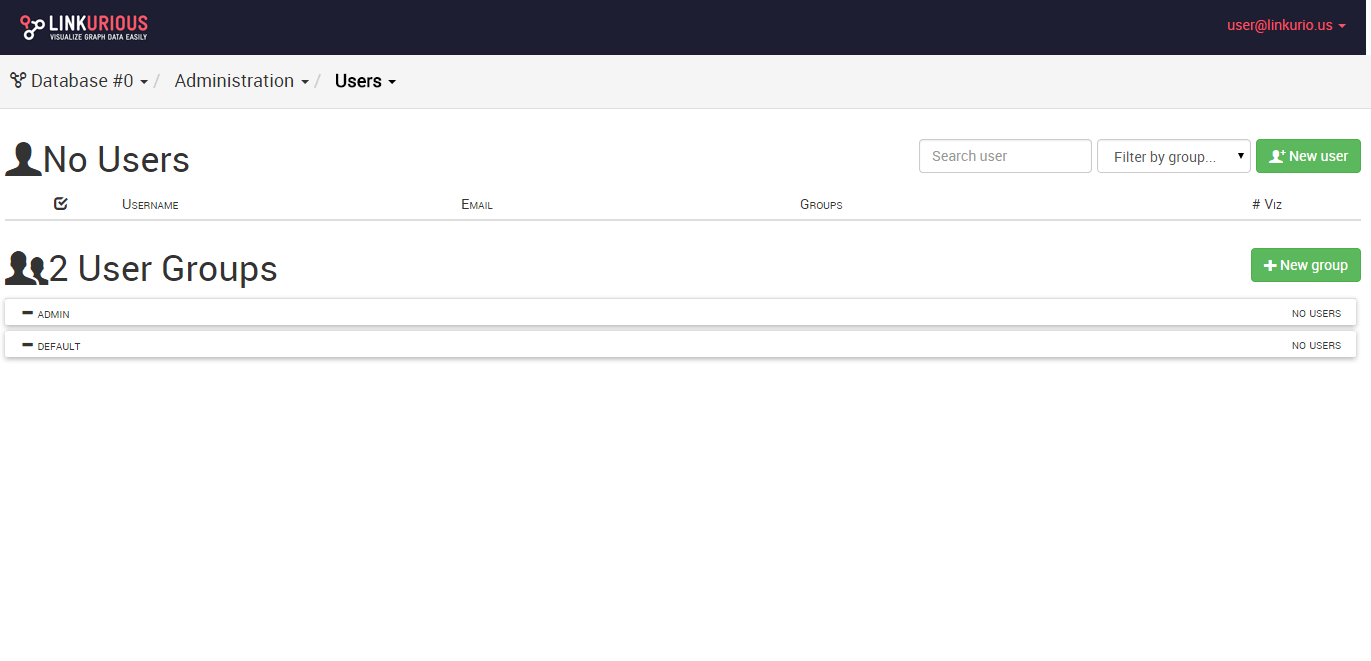 LINKURIOUS
VISUALIZE GRAPH DATA EASILY
user@linkurio.us
Database #0 / Administration / Users
No Users
Search user
Filter by group...
New user
Username Email Groups # Viz
2 User Groups
New group
ADMIN NO USERS
DEFAULT NO USERS